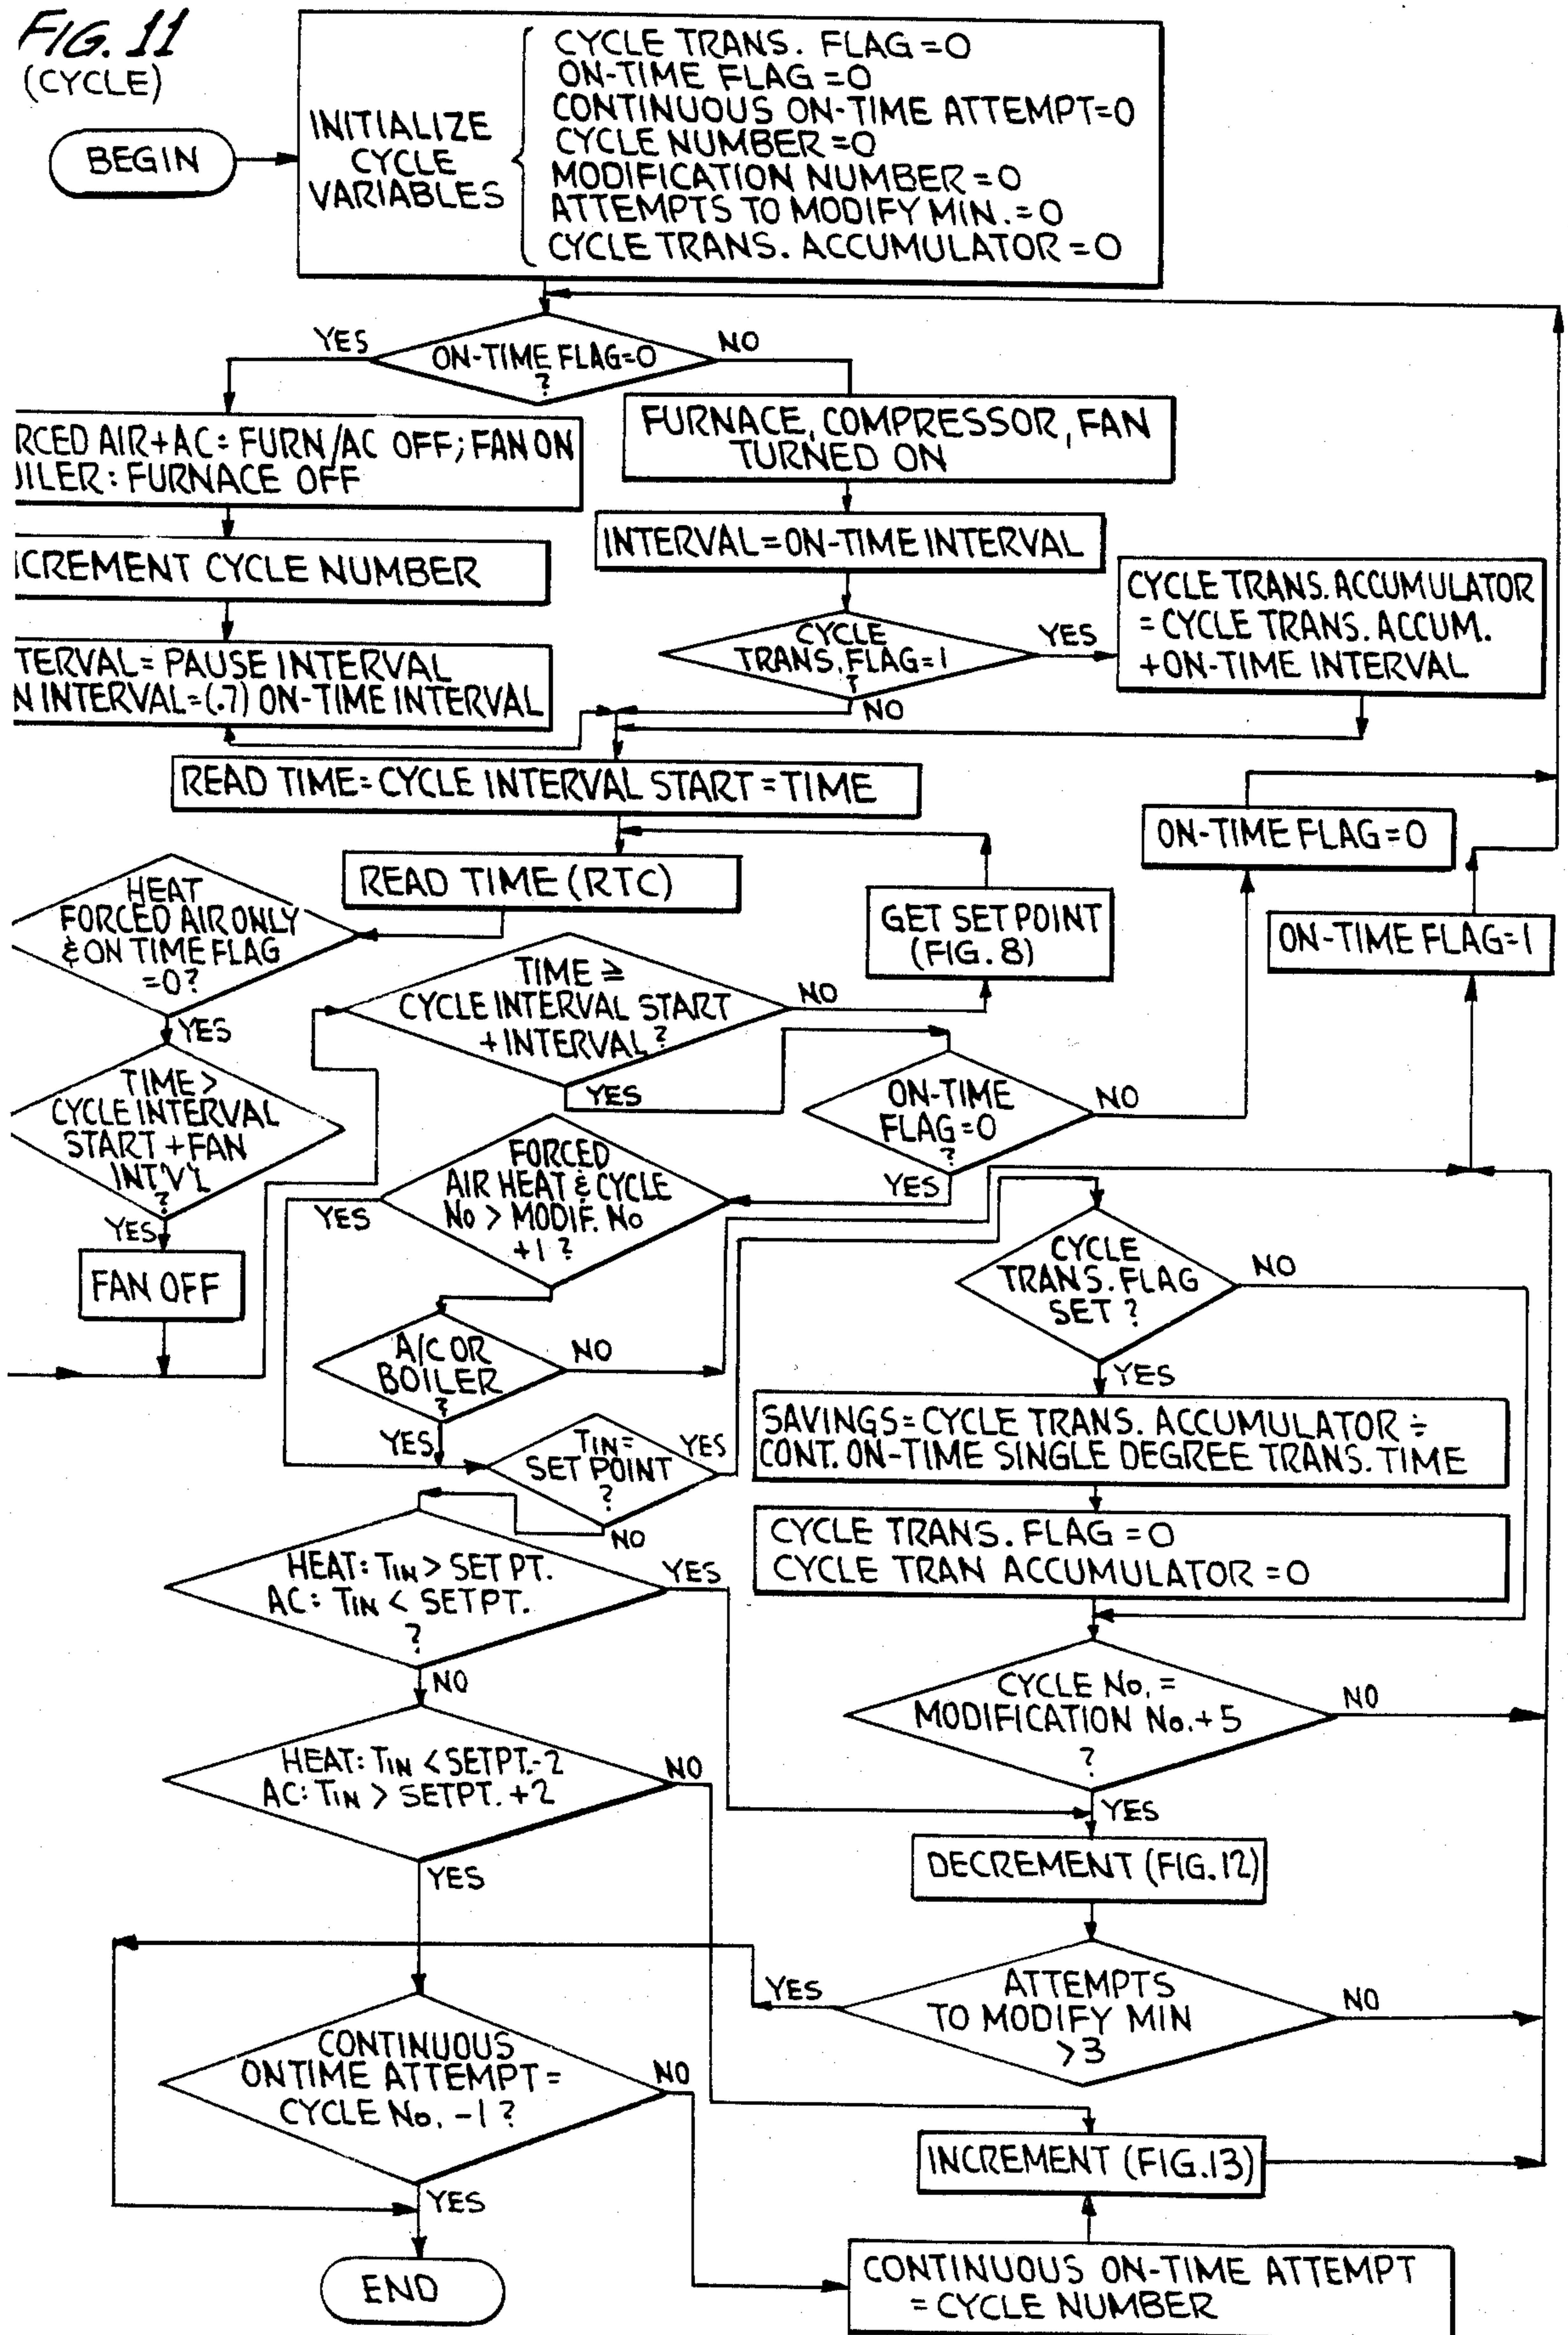 FIG. 11
(CYCLE)
BEGIN
INITIALIZE
CYCLE
VARIABLES
CYCLE TRANS. FLAG=0
ON-TIME FLAG=0
CONTINUOUS ON-TIME ATTEMPT=0
CYCLE NUMBER=0
MODIFICATION NUMBER=0
ATTEMPTS TO MODIFY MIN.=0
CYCLE TRANS. ACCUMULATOR=0
YES
ON-TIME FLAG=0
?
NO
RCED AIR+AC: FURN/AC OFF; FAN ON
ILER: FURNACE OFF
FURNACE, COMPRESSOR, FAN
TURNED ON
CREMENT CYCLE NUMBER
INTERVAL=ON-TIME INTERVAL
TERVAL= PAUSE INTERVAL
N INTERVAL=(.7) ON-TIME INTERVAL
CYCLE
TRANS. FLAG=1
?
YES
NO
CYCLE TRANS. ACCUMULATOR
= CYCLE TRANS. ACCUM.
+ON-TIME INTERVAL
READ TIME=CYCLE INTERVAL START=TIME
ON-TIME FLAG=0
READ TIME (RTC)
HEAT
FORCED AIR ONLY
& ON TIME FLAG
=0?
YES
GET SET POINT
(FIG. 8)
ON-TIME FLAG=1
TIME ≥
CYCLE INTERVAL START
+INTERVAL?
NO
YES
TIME >
CYCLE INTERVAL
START +FAN
INT'V'L
?
YES
FAN OFF
ON-TIME
FLAG=0
?
NO
YES
FORCED
AIR HEAT & CYCLE
No > MODIF. No
+1 ?
YES
CYCLE
TRANS. FLAG
SET ?
NO
YES
A/C OR
BOILER
?
NO
YES
TIN=
SET POINT
?
YES
NO
SAVINGS=CYCLE TRANS. ACCUMULATOR ÷
CONT. ON-TIME SINGLE DEGREE TRANS. TIME
CYCLE TRANS. FLAG =0
CYCLE TRAN ACCUMULATOR =0
HEAT: TIN > SET PT.
AC: TIN < SETPT.
?
YES
NO
CYCLE No. =
MODIFICATION No.+5
?
NO
YES
HEAT: TIN <SETPT.-2
AC: TIN > SETPT. +2
NO
YES
DECREMENT (FIG.12)
ATTEMPTS
TO MODIFY MIN
>3
YES
NO
CONTINUOUS
ONTIME ATTEMPT=
CYCLE No. -1 ?
NO
YES
INCREMENT (FIG.13)
END
CONTINUOUS ON-TIME ATTEMPT
=CYCLE NUMBER